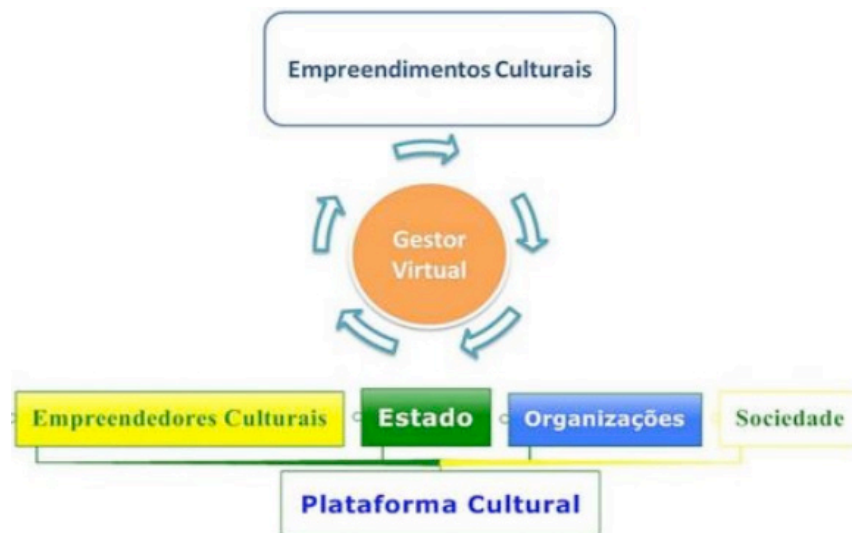 Empreendimentos Culturais
Gestor
Virtual
Empreendedores Culturais
Estado
Organizações
Sociedade
Plataforma Cultural